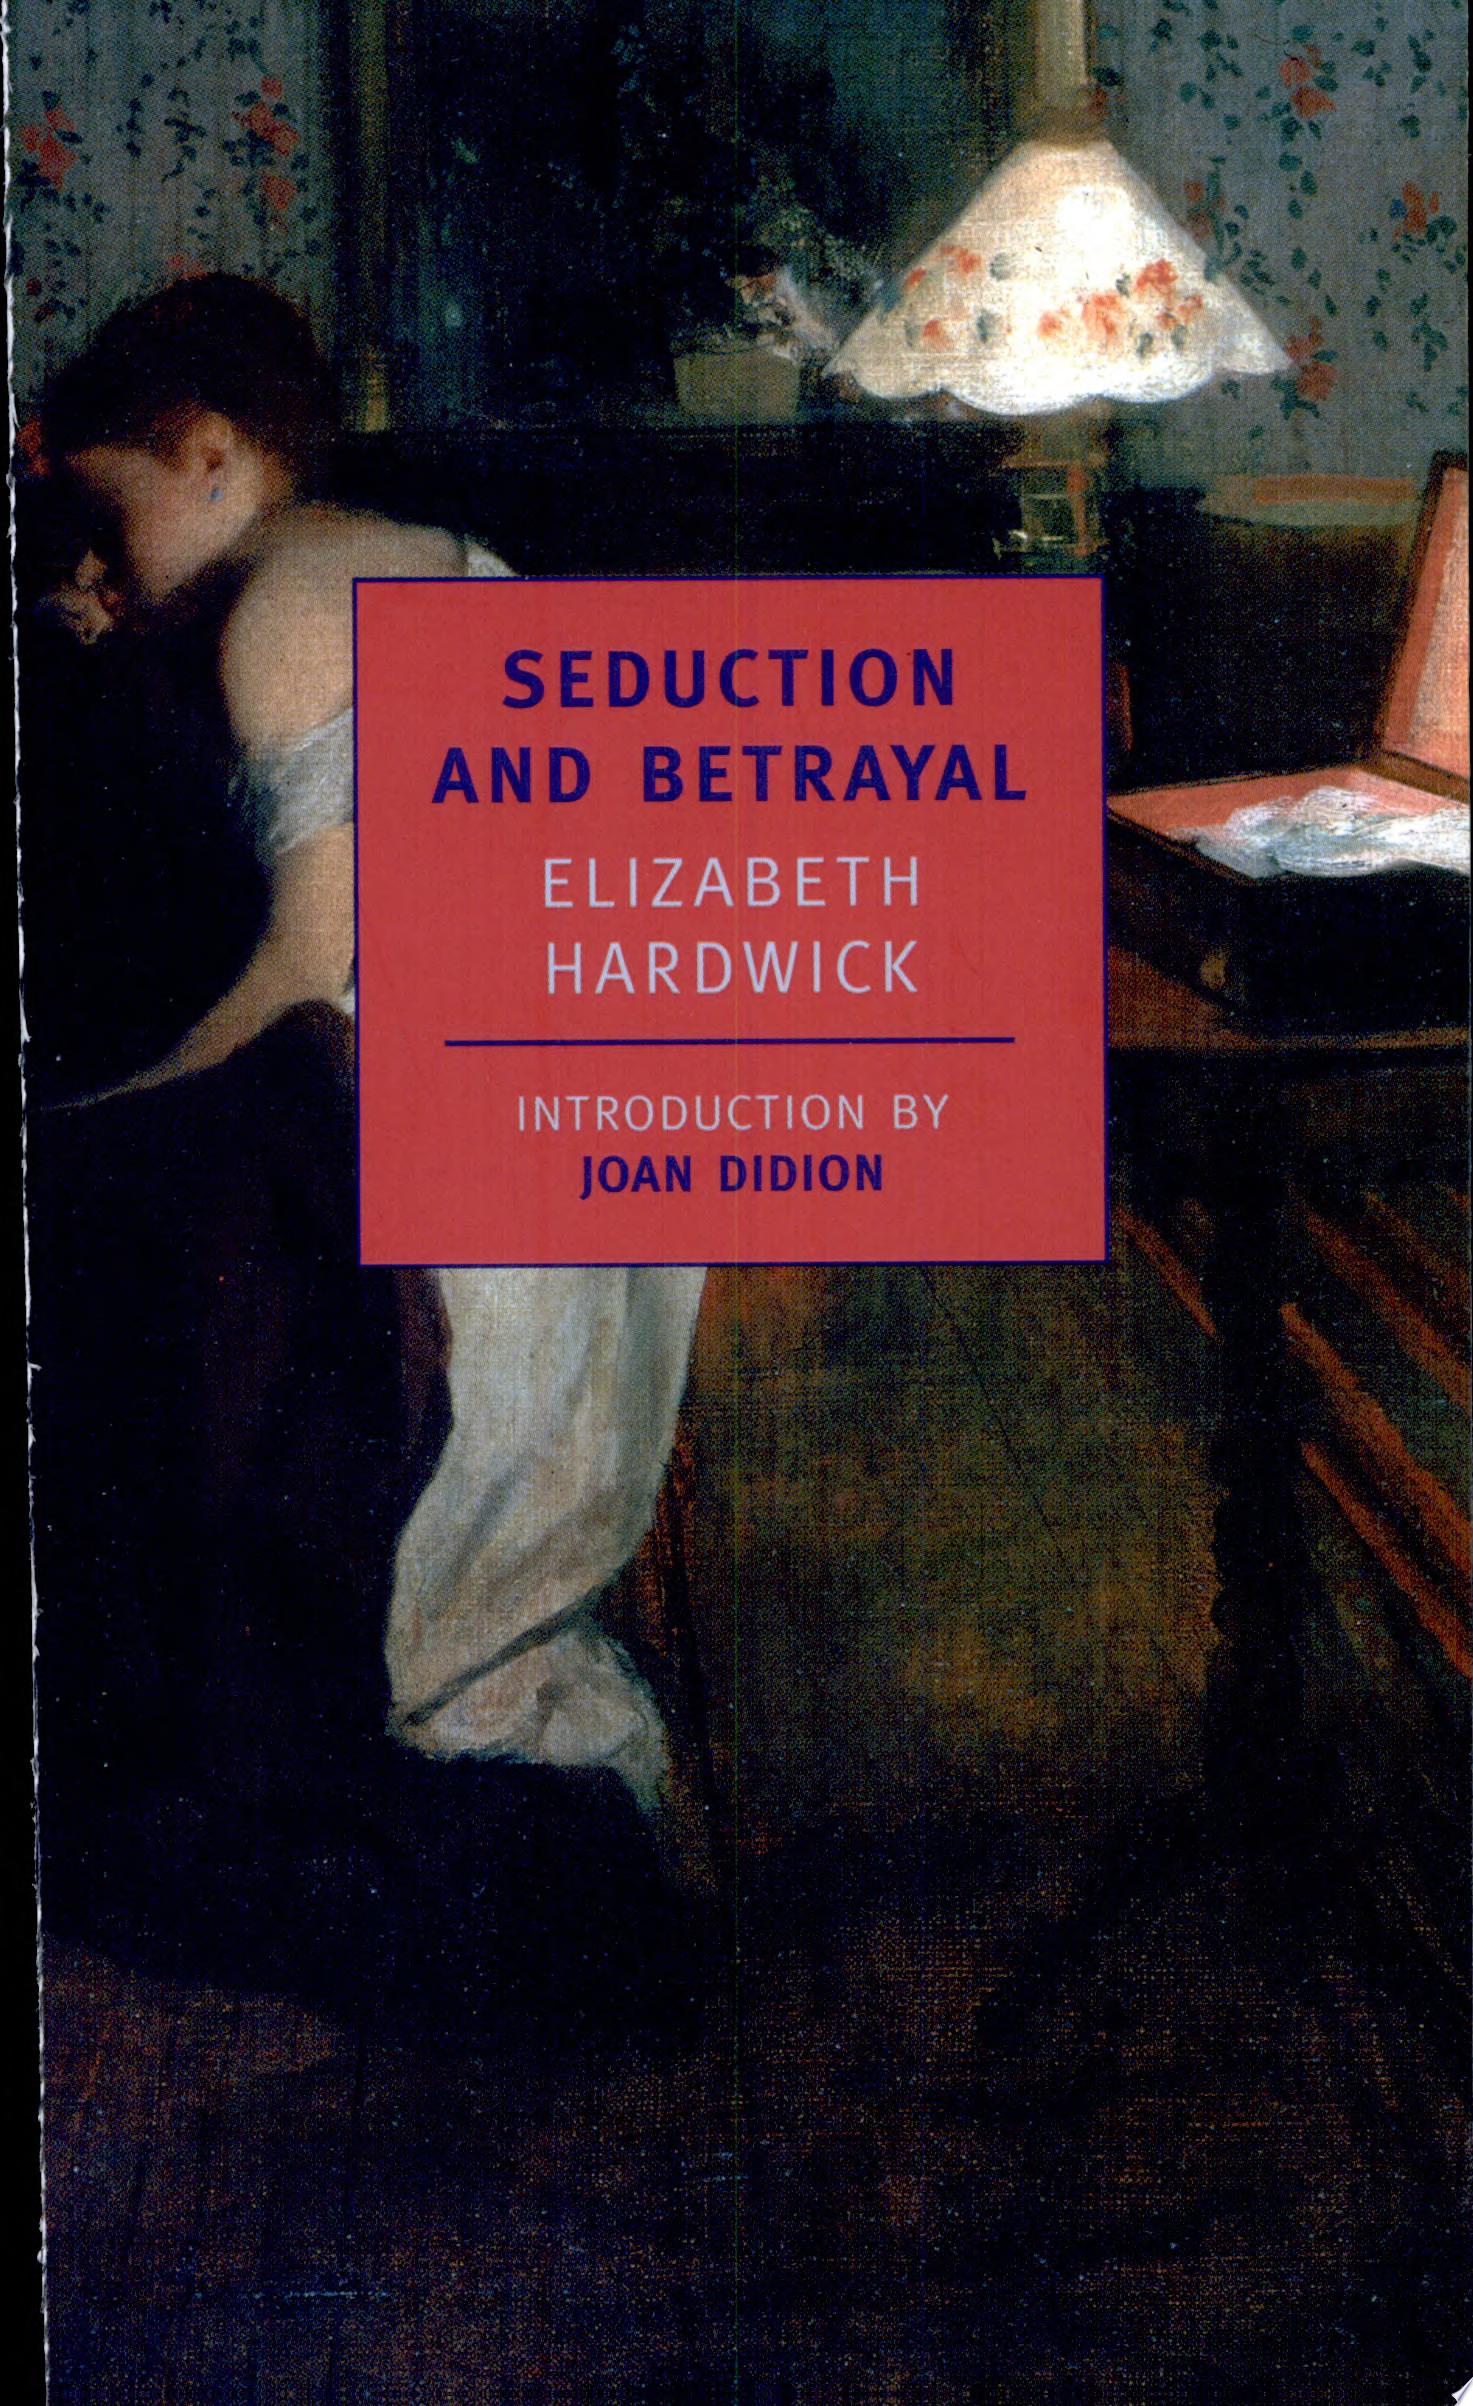 SEDUCTION
AND BETRAYAL
ELIZABETH
HARDWICK
INTRODUCTION BY
JOAN DIDION